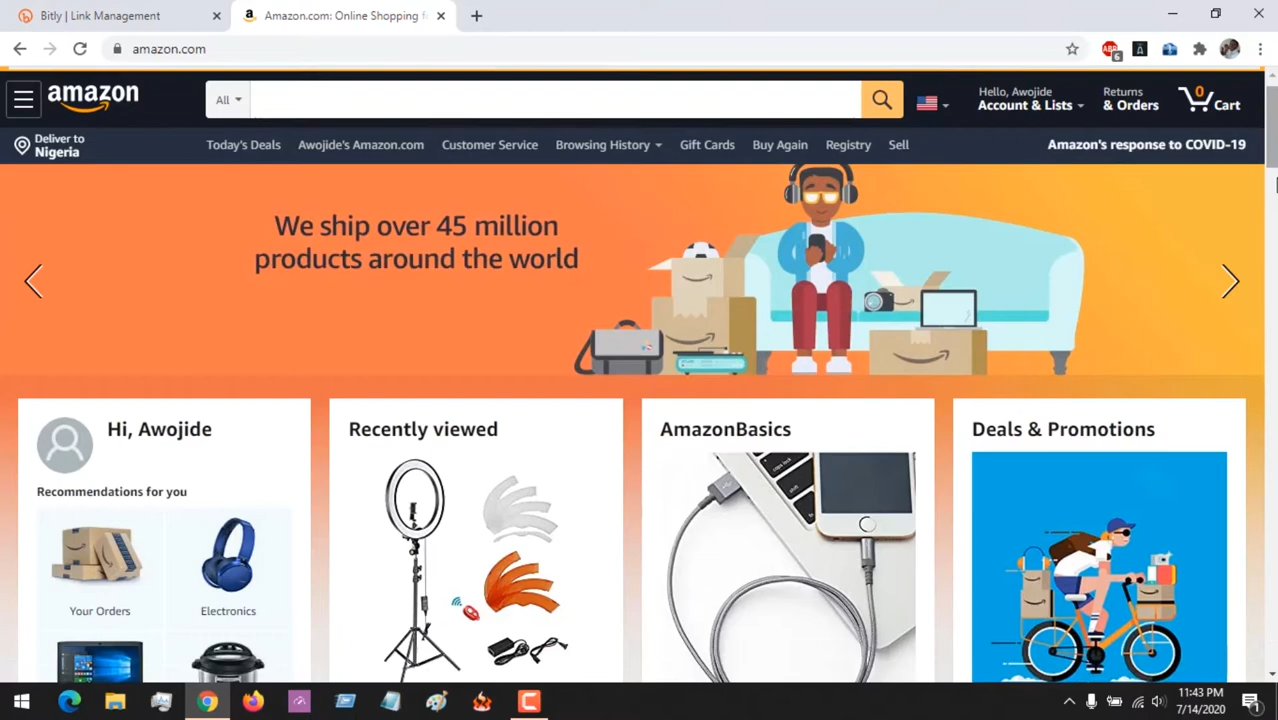 Bitly | Link Management
Amazon.com: Online Shopping fo
amazon.com
6
amazon
All
Hello, Awojide
Account & Lists
Returns
& Orders
0
Cart
Deliver to
Nigeria
Today's Deals
Awojide's Amazon.com
Customer Service
Browsing History
Gift Cards
Buy Again
Registry
Sell
Amazon's response to COVID-19
We ship over 45 million
products around the world
Hi, Awojide
Recommendations for you
Your Orders
Electronics
Recently viewed
AmazonBasics
Deals & Promotions
11:43 PM
7/14/2020
1